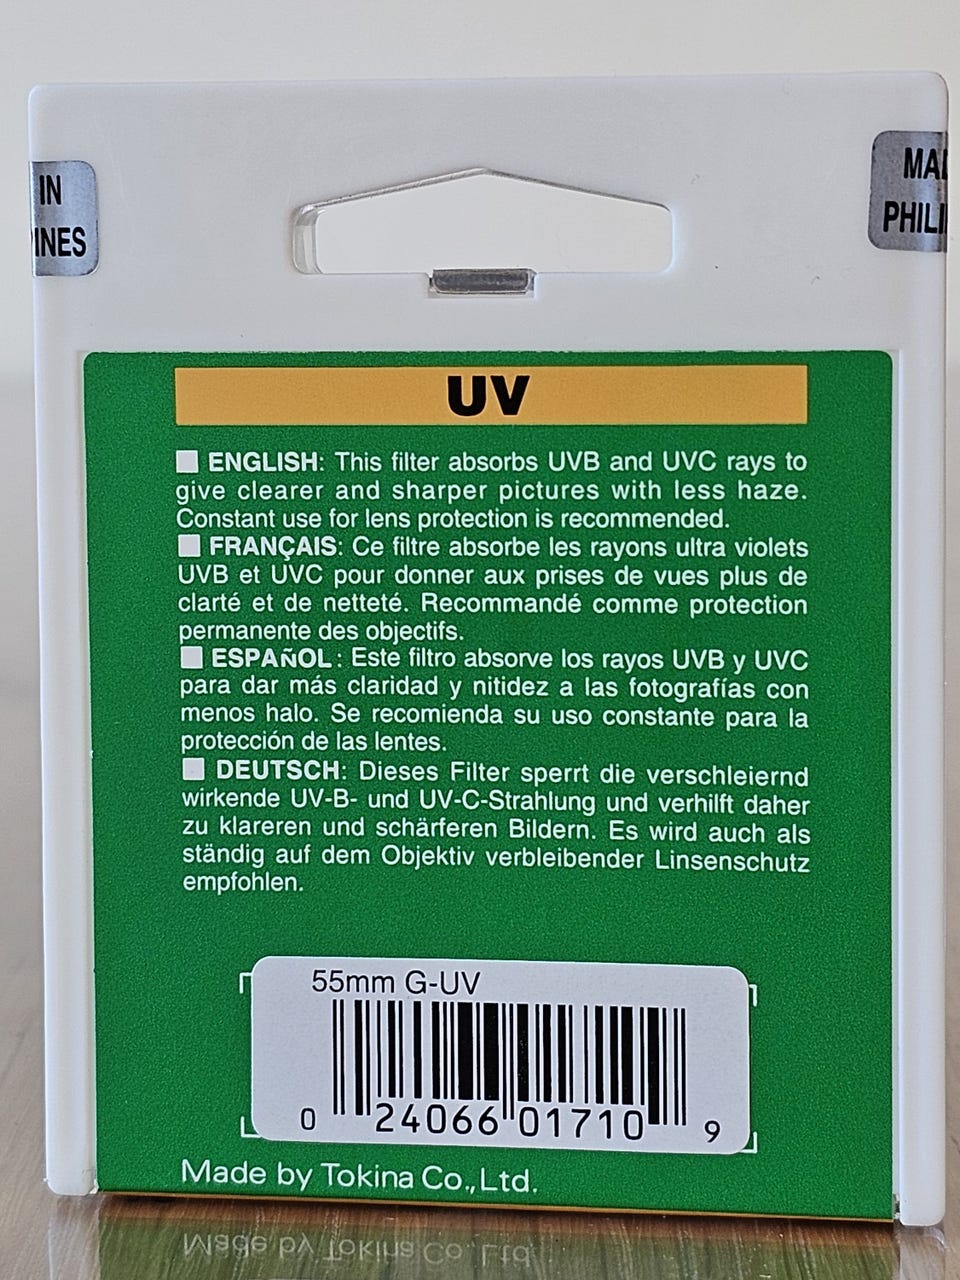 IN
PINES
MAD
PHILI
UV
ENGLISH: This filter absorbs UVB and UVC rays to
give clearer and sharper pictures with less haze.
Constant use for lens protection is recommended.
FRANÇAIS: Ce filtre absorbe les rayons ultra violets
UVB et UVC pour donner aux prises de vues plus de
clarté et de netteté. Recommandé comme protection
permanente des objectifs.
ESPAÑOL: Este filtro absorve los rayos UVB y UVC
para dar más claridad y nitidez a las fotografías con
menos halo. Se recomienda su uso constante para la
protección de las lentes.
DEUTSCH: Dieses Filter sperrt die verschleiernd
wirkende UV-B- und UV-C-Strahlung und verhilft daher
zu klareren und schärferen Bildern. Es wird auch als
ständig auf dem Objektiv verbleibender Linsenschutz
empfohlen.
55mm G-UV
0 24066 01710 9
Made by Tokina Co.,Ltd.